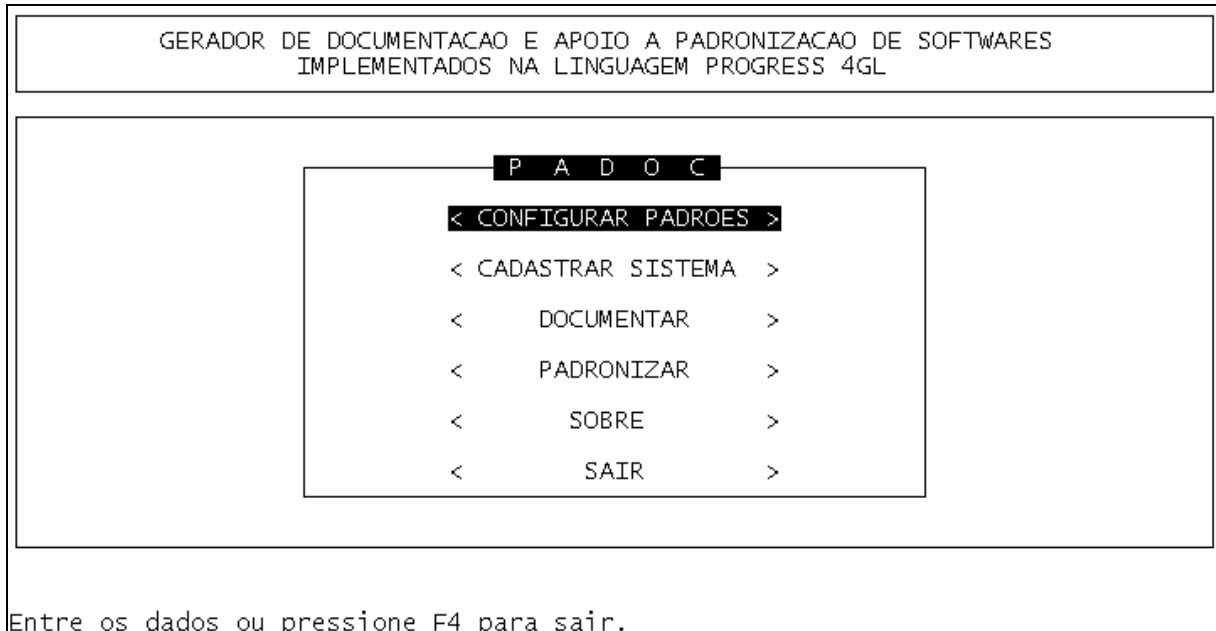 GERADOR DE DOCUMENTACAO E APOIO A PADRONIZACAO DE SOFTWARES
IMPLEMENTADOS NA LINGUAGEM PROGRESS 4GL
P A D O C
< CONFIGURAR PADROES >
< CADASTRAR SISTEMA >
< DOCUMENTAR >
< PADRONIZAR >
< SOBRE >
< SAIR >
Entre os dados ou pressione F4 para sair.